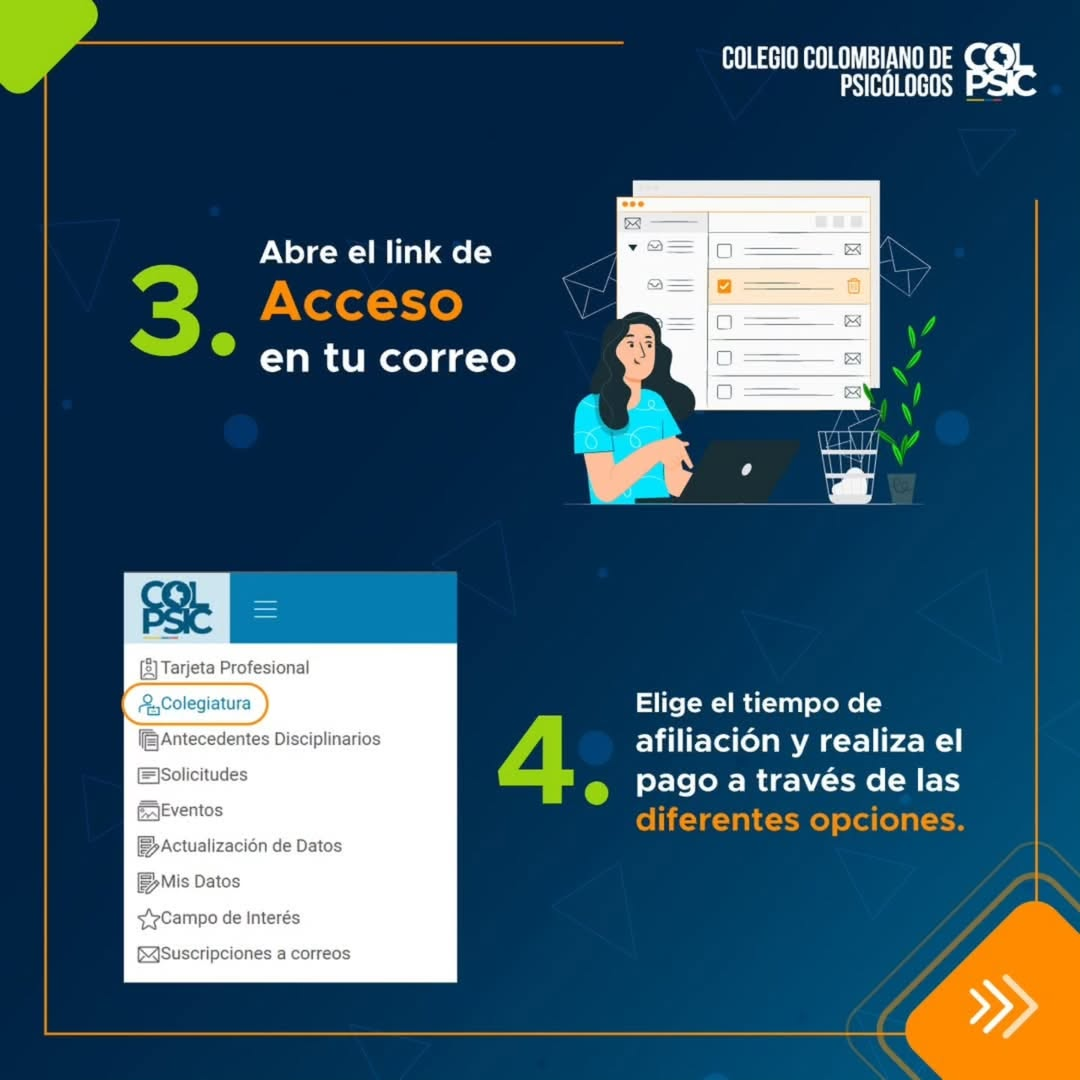 COLEGIO COLOMBIANO DE
PSICÓLOGOS
COL
PSIC
3.
Abre el link de
Acceso
en tu correo
COL
PSIC
Tarjeta Profesional
Colegiatura
Antecedentes Disciplinarios
Solicitudes
Eventos
Actualización de Datos
Mis Datos
Campo de Interés
Suscripciones a correos
4.
Elige el tiempo de
afiliación y realiza el
pago a través de las
diferentes opciones.